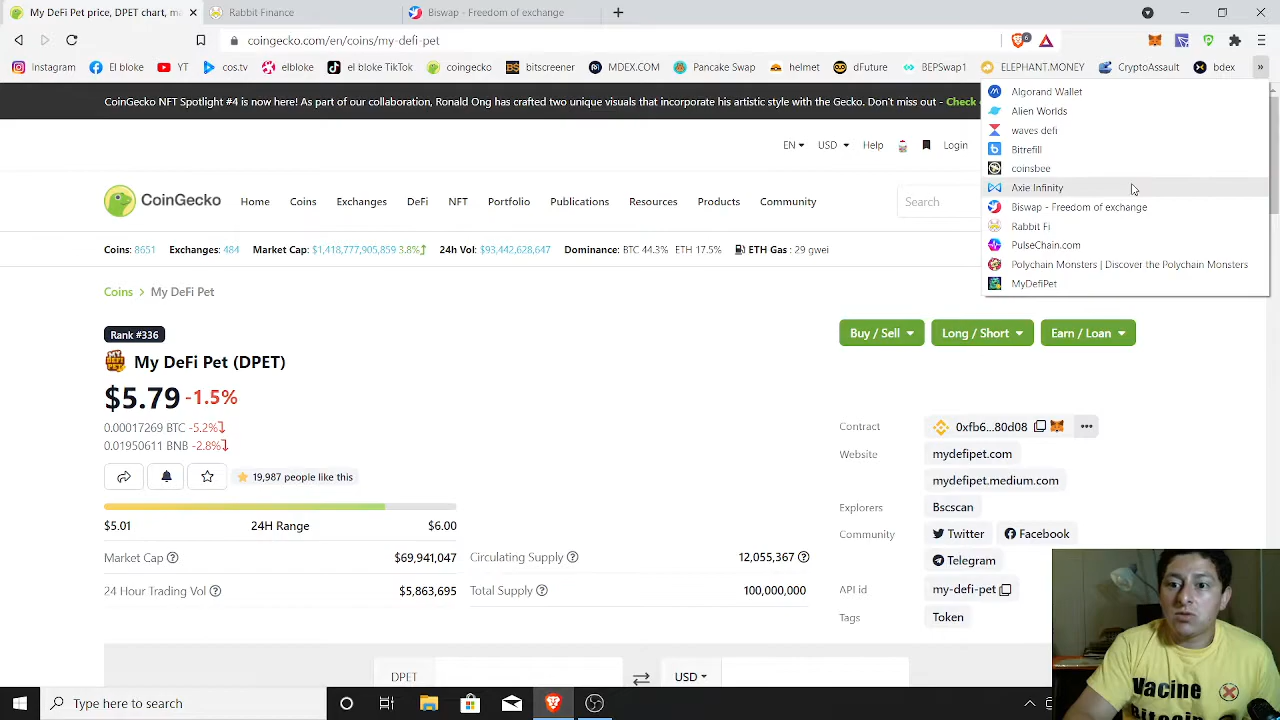 My DeFi Pet price, DPET chart, m
Rabbit Finance
Biswap - Freedom of exchange
coingecko.com/en/coins/my-defi-pet
6
Instagram
El bloke
YT
cos.tv
elbloke
el bloke TikTok
coingecko
bitscreener
MDEX.COM
Pancake Swap
helmet
dFuture
BEPSwap1
ELEPHANT.MONEY
CryptoAssault
bdex
»
CoinGecko NFT Spotlight #4 is now here! As part of our collaboration, Ronald Ong has crafted two unique visuals that incorporate his artistic style with the Gecko. Don't miss out - Check
Algorand Wallet
Alien Worlds
waves defi
Bitrefill
coinsbee
Axie Infinity
Biswap - Freedom of exchange
Rabbit Fi
PulseChain.com
Polychain Monsters | Discover the Polychain Monsters
MyDefiPet
EN
USD
Help
Login
CoinGecko
Home
Coins
Exchanges
DeFi
NFT
Portfolio
Publications
Resources
Products
Community
Search
Coins: 8651
Exchanges: 484
Market Cap: $1,418,777,905,859 3.8%
24h Vol: $93,442,628,647
Dominance: BTC 44.3% ETH 17.5%
ETH Gas: 29 gwei
Coins > My DeFi Pet
Rank #336
My DeFi Pet (DPET)
$5.79 -1.5%
0.00017269 BTC -5.2%
0.01950611 BNB -2.8%
19,987 people like this
$5.01
24H Range
$6.00
Market Cap
$69,941,047
Circulating Supply
12,055,367
24 Hour Trading Vol
$5,863,695
Total Supply
100,000,000
Buy / Sell
Long / Short
Earn / Loan
Contract
0xfb6...80d08
Website
mydefipet.com
mydefipet.medium.com
Explorers
Bscscan
Community
Twitter
Facebook
Telegram
API id
my-defi-pet
Tags
Token
DPET
USD
Type here to search
Vacine
Bitcoin